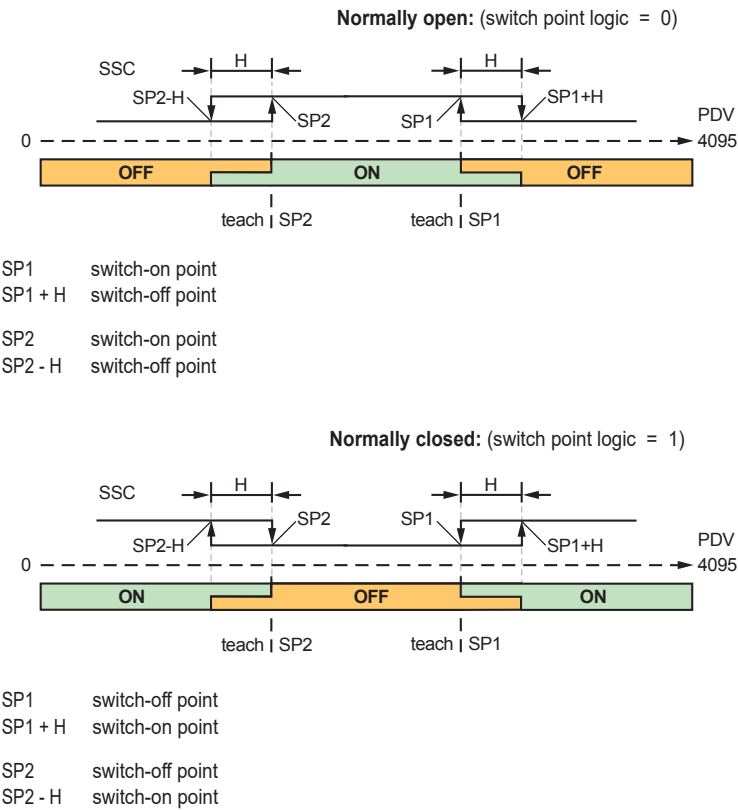 Normally open: (switch point logic = 0)
SSC H H
SP2-H SP2 SP1 SP1+H
PDV
0 4095
OFF ON OFF
teach SP2 teach SP1
SP1 switch-on point
SP1 + H switch-off point
SP2 switch-on point
SP2 - H switch-off point
Normally closed: (switch point logic = 1)
SSC H H
SP2-H SP2 SP1 SP1+H
PDV
0 4095
ON OFF ON
teach SP2 teach SP1
SP1 switch-off point
SP1 + H switch-on point
SP2 switch-off point
SP2 - H switch-on point